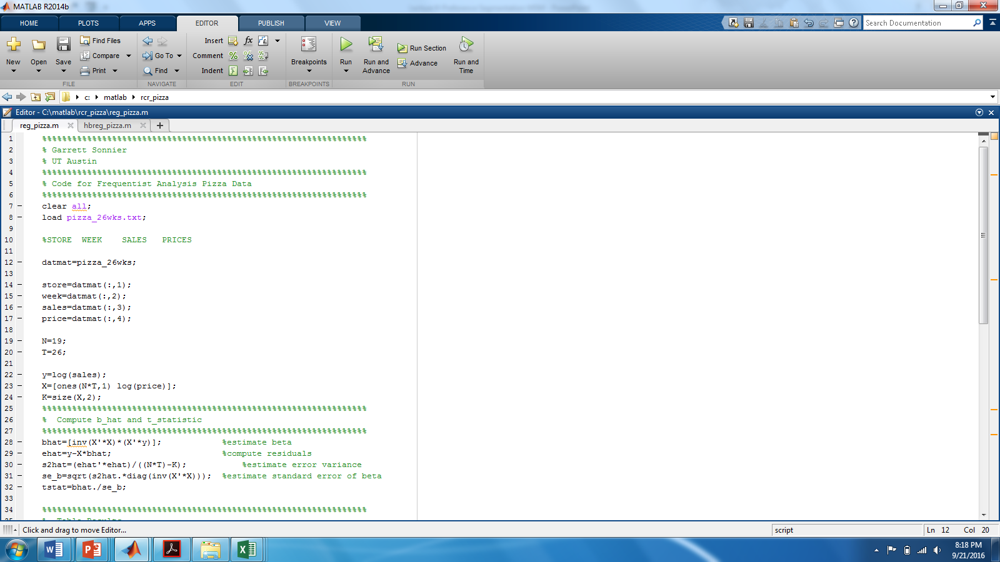 MATLAB R2014b
HOME PLOTS APPS EDITOR PUBLISH VIEW
Search Documentation
New Open Save Find Files Compare Print
Go To Find
Insert fx
Comment
Indent
Breakpoints
Run Run and Advance Run Section Advance Run and Time
FILE NAVIGATE EDIT BREAKPOINTS RUN
c: matlab rcr_pizza
Editor - C:\matlab\rcr_pizza\reg_pizza.m
reg_pizza.m hbreg_pizza.m
1 %%%%%%%%%%%%%%%%%%%%%%%%%%%%%%%%%%%%%%%%%%%%%%%%%%%%%%%%%%%%%%%%%
2 % Garrett Sonnier
3 % UT Austin
4 %%%%%%%%%%%%%%%%%%%%%%%%%%%%%%%%%%%%%%%%%%%%%%%%%%%%%%%%%%%%%%%%%
5 % Code for Frequentist Analysis Pizza Data
6 %%%%%%%%%%%%%%%%%%%%%%%%%%%%%%%%%%%%%%%%%%%%%%%%%%%%%%%%%%%%%%%%%
7 clear all;
8 load pizza_26wks.txt;
9
10 %STORE WEEK SALES PRICES
11
12 datmat=pizza_26wks;
13
14 store=datmat(:,1);
15 week=datmat(:,2);
16 sales=datmat(:,3);
17 price=datmat(:,4);
18
19 N=19;
20 T=26;
21
22 y=log(sales);
23 X=[ones(N*T,1) log(price)];
24 K=size(X,2);
25 %%%%%%%%%%%%%%%%%%%%%%%%%%%%%%%%%%%%%%%%%%%%%%%%%%%%%%%%%%%%%%%%%
26 % Compute b_hat and t_statistic
27 %%%%%%%%%%%%%%%%%%%%%%%%%%%%%%%%%%%%%%%%%%%%%%%%%%%%%%%%%%%%%%%%%
28 bhat=[inv(X'*X)*(X'*y)]; %estimate beta
29 ehat=y-X*bhat; %compute residuals
30 s2hat=(ehat'*ehat)/((N*T)-K); %estimate error variance
31 se_b=sqrt(s2hat.*diag(inv(X'*X))); %estimate standard error of beta
32 tstat=bhat./se_b;
33
34 %%%%%%%%%%%%%%%%%%%%%%%%%%%%%%%%%%%%%%%%%%%%%%%%%%%%%%%%%%%%%%%%%
Click and drag to move Editor...
script
Ln 12 Col 20
8:18 PM
9/21/2016